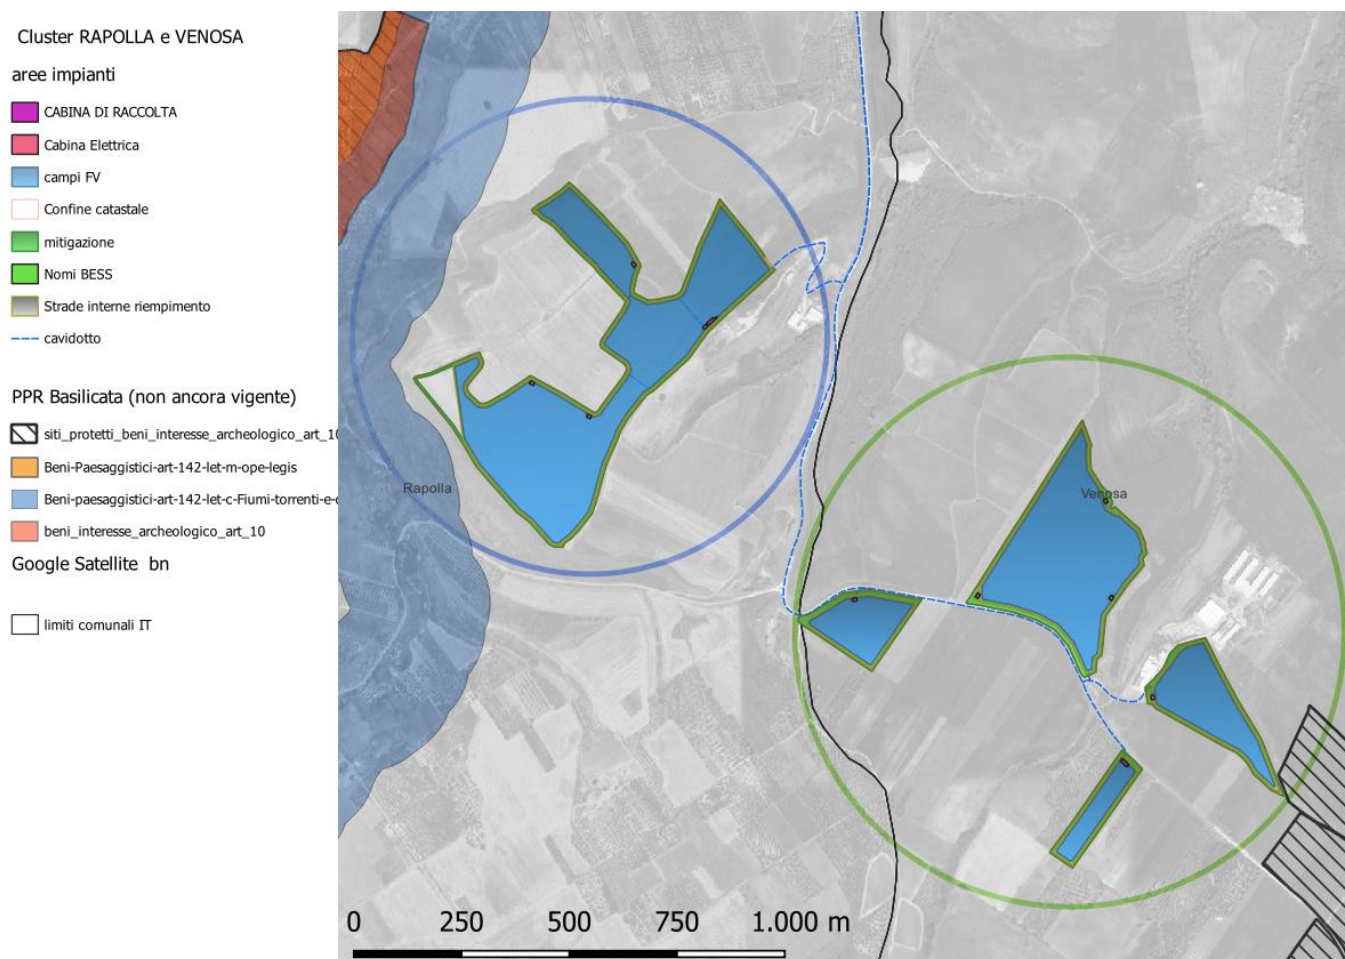 Cluster RAPOLLA e VENOSA
aree impianti
CABINA DI RACCOLTA
Cabina Elettrica
campi FV
Confine catastale
mitigazione
Nomi BESS
Strade interne riempimento
cavidotto
PPR Basilicata (non ancora vigente)
siti_protetti_beni_interesse_archeologico_art_10
Beni-Paesaggistici-art-142-let-m-ope-legis
Beni-paesaggistici-art-142-let-c-Fiumi-torrenti-e-
beni_interesse_archeologico_art_10
Google Satellite bn
limiti comunali IT
Rapolla
Venosa
0 250 500 750 1.000 m